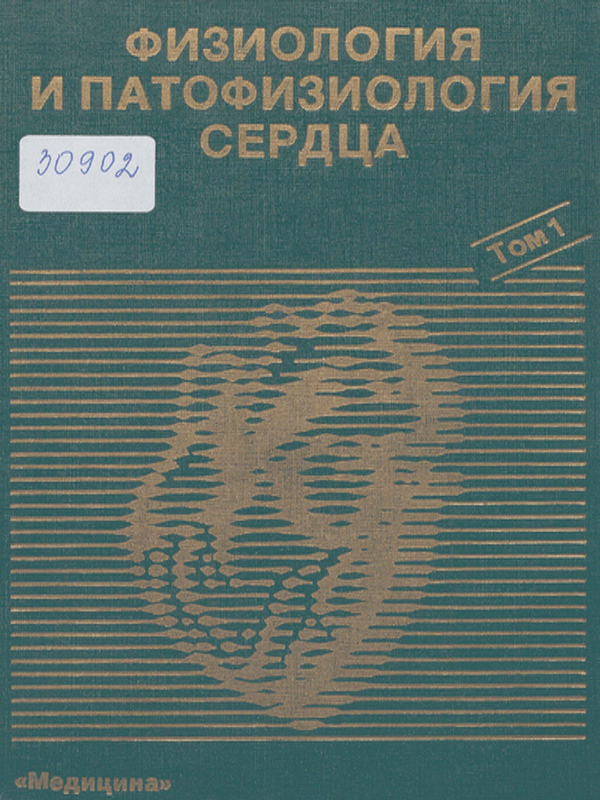 ФИЗИОЛОГИЯ
И ПАТОФИЗИОЛОГИЯ
СЕРДЦА
30902
Том 1
«Медицина»